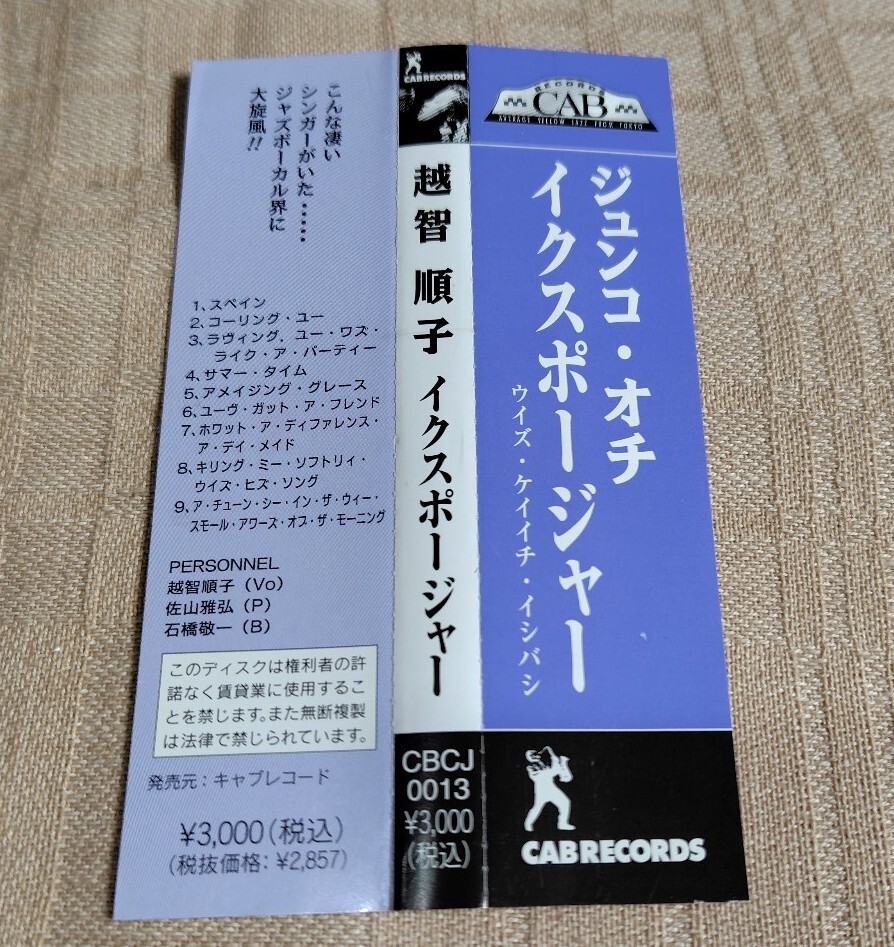 こんな凄い
シンガーがいた……
ジャズボーカル界に
大旋風!!
1、スペイン
2、コーリング・ユー
3、ラヴィング、ユー・ワズ・
ライク・ア・パーティー
4、サマー・タイム
5、アメイジング・グレース
6、ユーヴ・ガット・ア・フレンド
7、ホワット・ア・ディファレンス・
ア・デイ・メイド
8、キリング・ミー・ソフトリィ・
ウイズ・ヒズ・ソング
9、ア・チューン・シー・イン・ザ・ウィー・
スモール・アワーズ・オブ・ザ・モーニング
PERSONNEL
越智順子（Vo）
佐山雅弘（P）
石橋敬一（B）
このディスクは権利者の許
諾なく賃貸業に使用するこ
とを禁じます。また無断複製
は法律で禁じられています。
発売元：キャブレコード
¥3,000（税込）
（税抜価格：¥2,857）
CABRECORDS
越智 順子 イクスポージャー
CBCJ
0013
¥3,000
（税込）
RECORDS
CAB
AVERAGE YELLOW JAZZ FROM TOKYO
ジュンコ・オチ
イクスポージャー
ウイズ・ケイイチ・イシバシ
CABRECORDS